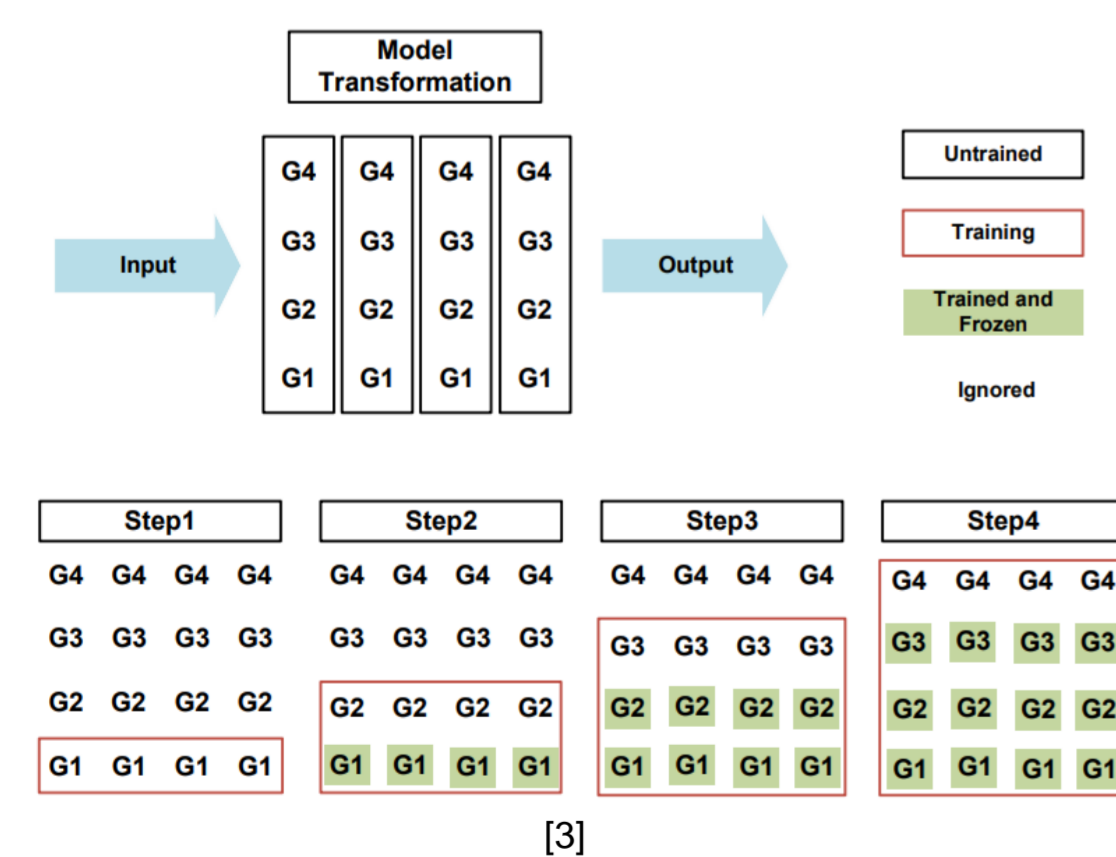 Model
Transformation
G4 G4 G4 G4
G3 G3 G3 G3
G2 G2 G2 G2
G1 G1 G1 G1
Input
Output
Untrained
Training
Trained and
Frozen
Ignored
Step1
G4 G4 G4 G4
G3 G3 G3 G3
G2 G2 G2 G2
G1 G1 G1 G1
Step2
G4 G4 G4 G4
G3 G3 G3 G3
G2 G2 G2 G2
G1 G1 G1 G1
Step3
G4 G4 G4 G4
G3 G3 G3 G3
G2 G2 G2 G2
G1 G1 G1 G1
Step4
G4 G4 G4 G4
G3 G3 G3 G3
G2 G2 G2 G2
G1 G1 G1 G1
[3]